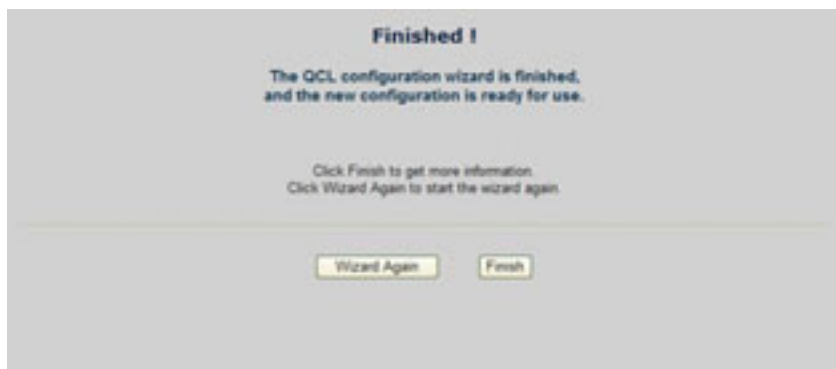 Finished !
The QCL configuration wizard is finished,
and the new configuration is ready for use.
Click Finish to get more information.
Click Wizard Again to start the wizard again.
Wizard Again
Finish